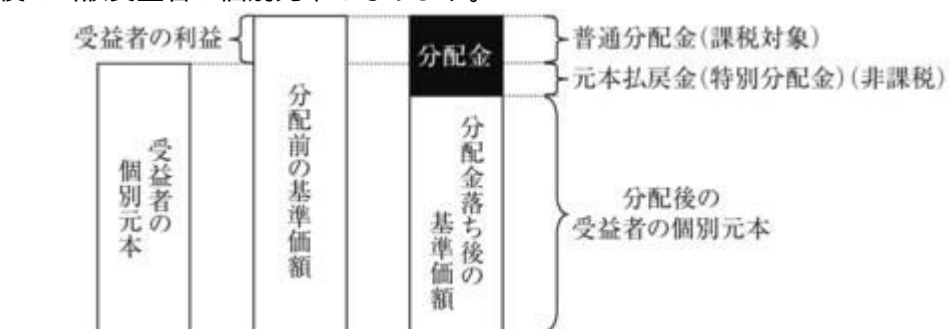 受益者の利益
分配金
普通分配金(課税対象)
元本払戻金(特別分配金)(非課税)
受益者の
個別元本
分配前の基準価額
分配金落ち後の
基準価額
分配後の
受益者の個別元本